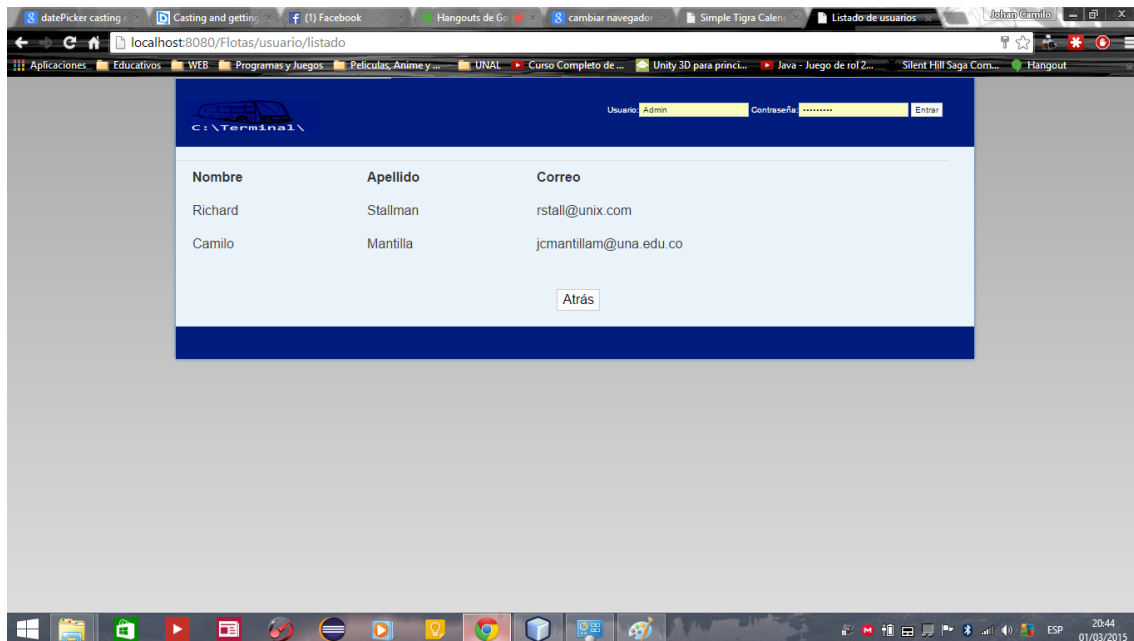 datePicker casting e
Casting and getting
(1) Facebook
Hangouts de Go
cambiar navegador
Simple Tigra Calen
Listado de usuarios
Johan Camilo
localhost:8080/Flotas/usuario/listado
Aplicaciones Educativos WEB Programas y Juegos Peliculas, Anime y ... UNAL Curso Completo de ... Unity 3D para princi... Java - Juego de rol 2... Silent Hill Saga Com... Hangout
C:\Terminal\
Usuario: Admin Contraseña: ········· Entrar
Nombre Apellido Correo
Richard Stallman rstall@unix.com
Camilo Mantilla jcmantillam@una.edu.co
Atrás
ESP
20:44
01/03/2015